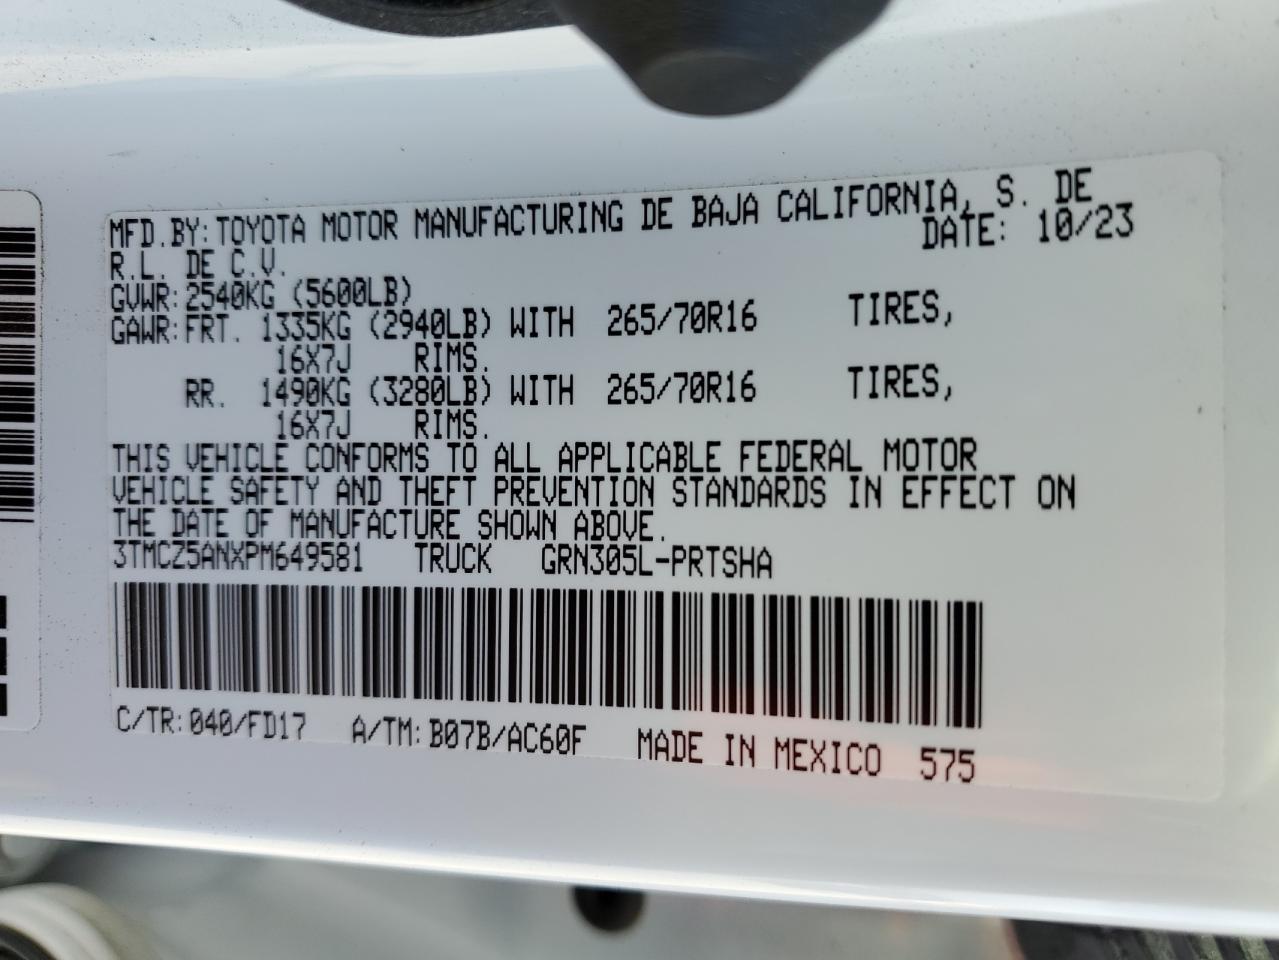 MFD.BY:TOYOTA MOTOR MANUFACTURING DE BAJA CALIFORNIA, S. DE
R.L. DE C.V. DATE: 10/23
GVWR:2540KG (5600LB)
GAWR:FRT. 1335KG (2940LB) WITH 265/70R16 TIRES,
16X7J RIMS.
RR. 1490KG (3280LB) WITH 265/70R16 TIRES,
16X7J RIMS.
THIS VEHICLE CONFORMS TO ALL APPLICABLE FEDERAL MOTOR
VEHICLE SAFETY AND THEFT PREVENTION STANDARDS IN EFFECT ON
THE DATE OF MANUFACTURE SHOWN ABOVE.
3TMCZ5ANXPM649581 TRUCK GRN305L-PRTSHA
C/TR:040/FD17 A/TM:B07B/AC60F MADE IN MEXICO 575